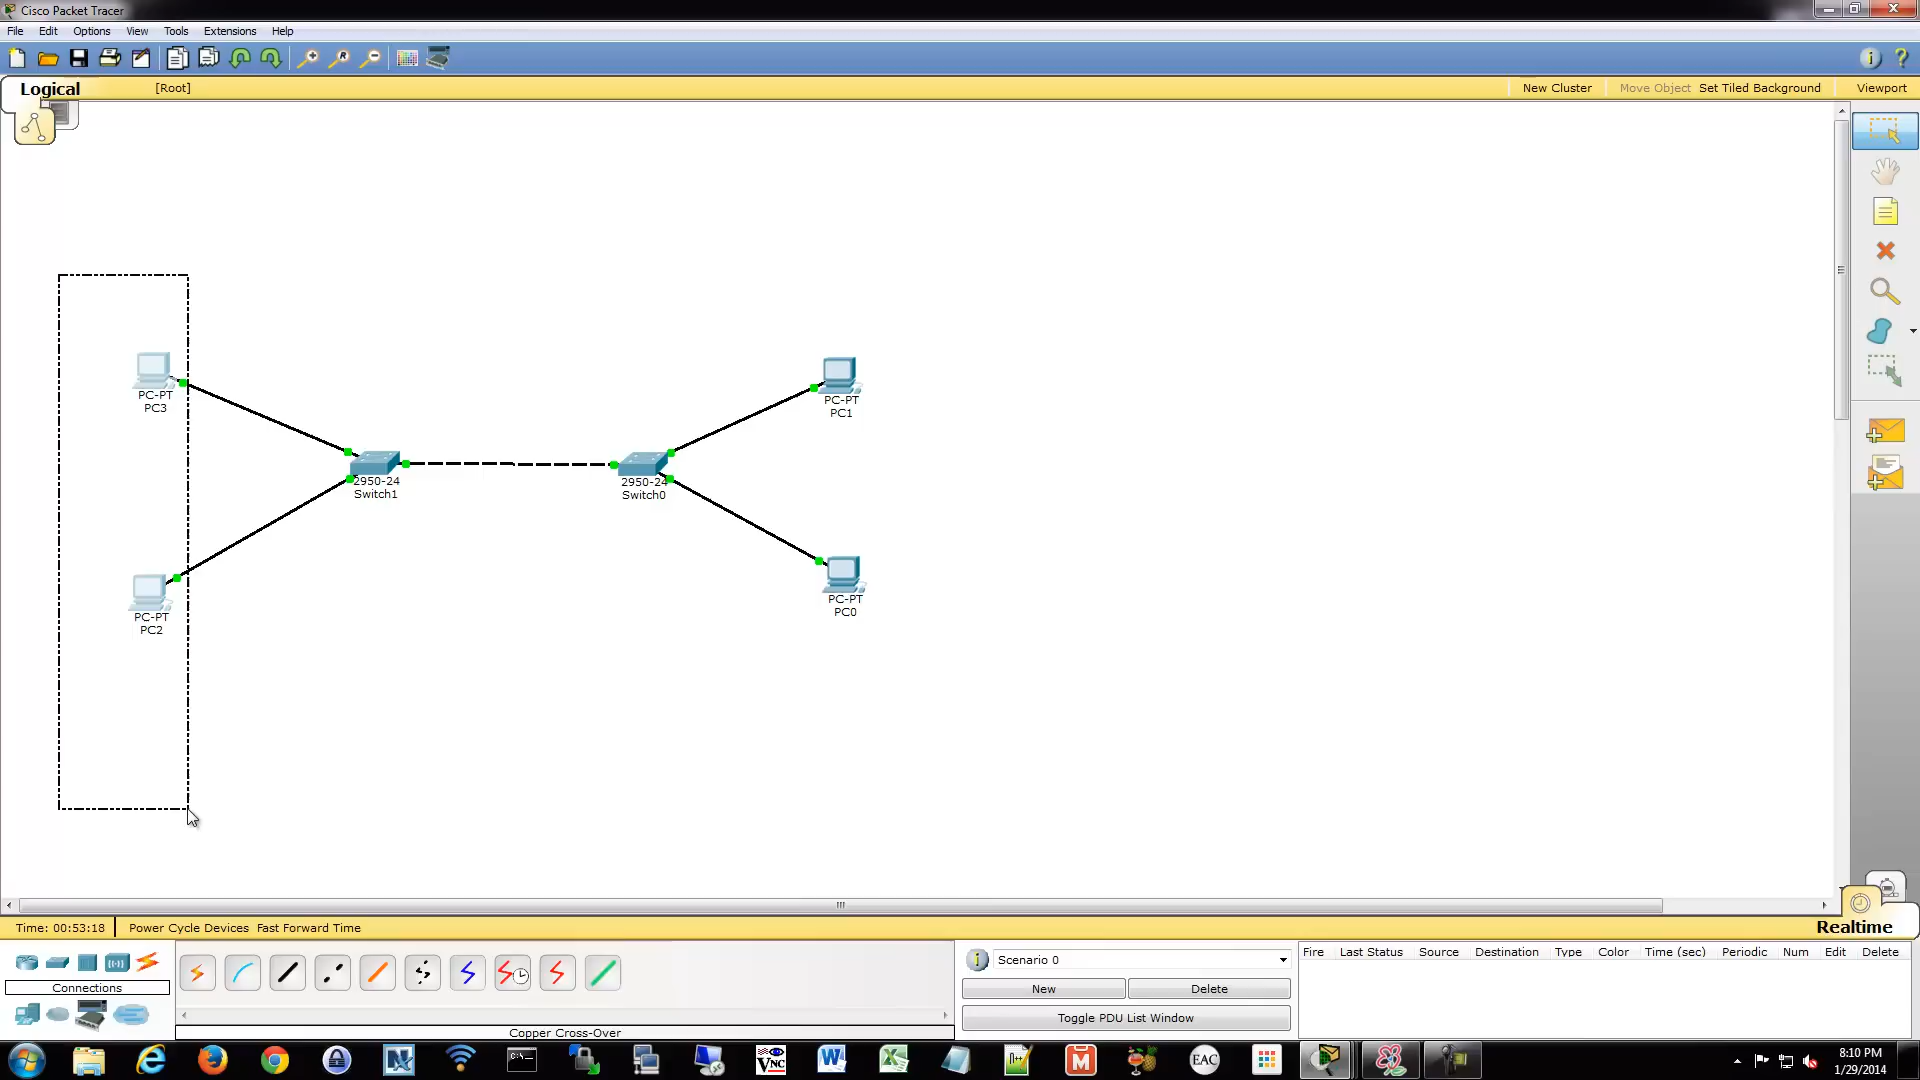 Cisco Packet Tracer
File Edit Options View Tools Extensions Help
Logical [Root] New Cluster Move Object Set Tiled Background Viewport
PC-PT
PC3
PC-PT
PC1
2950-24
Switch1
2950-24
Switch0
PC-PT
PC0
PC-PT
PC2
Time: 00:53:18 Power Cycle Devices Fast Forward Time Realtime
Connections
Copper Cross-Over
Scenario 0
New Delete
Toggle PDU List Window
Fire Last Status Source Destination Type Color Time (sec) Periodic Num Edit Delete
VNC
EAC
8:10 PM
1/29/2014